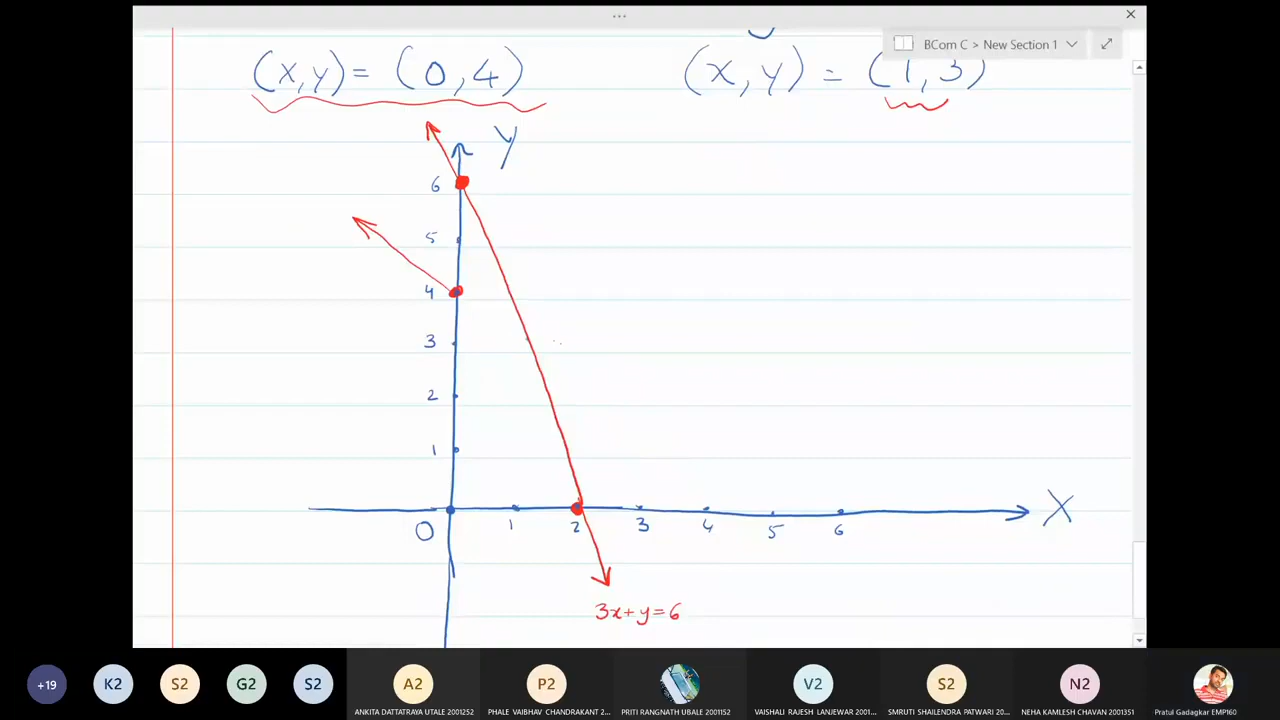 BCom C > New Section 1
(x,y) = (0,4)
(x,y) = (1,3)
Y
6
5
4
3
2
1
O
1 2 3 4 5 6
X
3x+y=6
+19
K2
S2
G2
S2
A2
P2
V2
S2
N2
ANKITA DATTATRAYA UTALE 2001252
PHALE VAIBHAV CHANDRAKANT 2...
PRITI RANGNATH UBALE 2001152
VAISHALI RAJESH LANJEWAR 2001...
SMRUTI SHAILENDRA PATWARI 20...
NEHA KAMLESH CHAVAN 2001351
Pratul Gadagkar EMP160